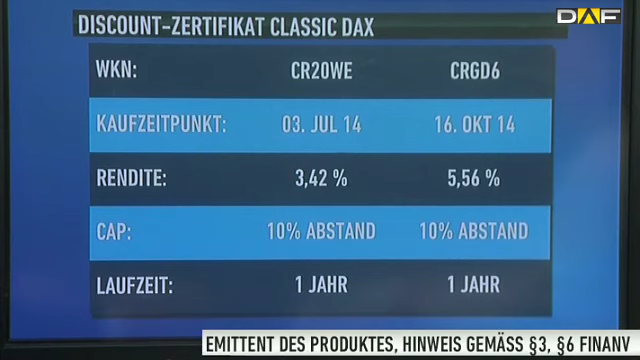 DAF
DISCOUNT-ZERTIFIKAT CLASSIC DAX
WKN: CR20WE CRGD6
KAUFZEITPUNKT: 03. JUL 14 16. OKT 14
RENDITE: 3,42 % 5,56 %
CAP: 10% ABSTAND 10% ABSTAND
LAUFZEIT: 1 JAHR 1 JAHR
EMITTENT DES PRODUKTES, HINWEIS GEMÄSS §3, §6 FINANV